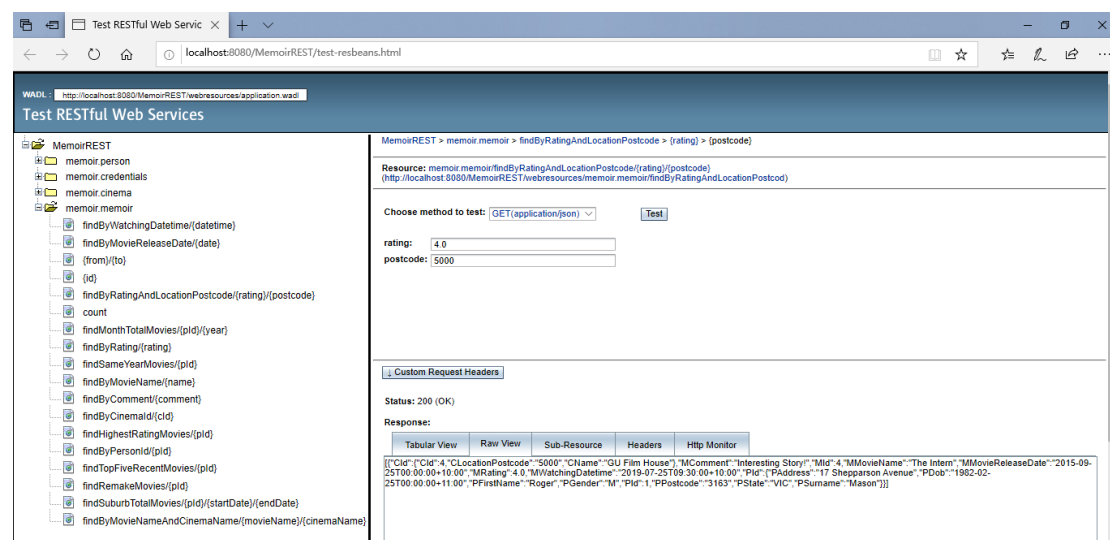 Test RESTful Web Servic
localhost:8080/MemoirREST/test-resbeans.html
WADL : http://localhost:8080/MemoirREST/webresources/application.wadl
Test RESTful Web Services
MemoirREST
memoir.person
memoir.credentials
memoir.cinema
memoir.memoir
findByWatchingDatetime/{datetime}
findByMovieReleaseDate/{date}
{from}/{to}
{id}
findByRatingAndLocationPostcode/{rating}/{postcode}
count
findMonthTotalMovies/{pId}/{year}
findByRating/{rating}
findSameYearMovies/{pId}
findByMovieName/{name}
findByComment/{comment}
findByCinemaId/{cId}
findHighestRatingMovies/{pId}
findByPersonId/{pId}
findTopFiveRecentMovies/{pId}
findRemakeMovies/{pId}
findSuburbTotalMovies/{pId}/{startDate}/{endDate}
findByMovieNameAndCinemaName/{movieName}/{cinemaName}
MemoirREST > memoir.memoir > findByRatingAndLocationPostcode > {rating} > {postcode}
Resource: memoir.memoir/findByRatingAndLocationPostcode/{rating}/{postcode}
(http://localhost:8080/MemoirREST/webresources/memoir.memoir/findByRatingAndLocationPostcod)
Choose method to test: GET(application/json) Test
rating: 4.0
postcode: 5000
↓ Custom Request Headers
Status: 200 (OK)
Response:
Tabular View Raw View Sub-Resource Headers Http Monitor
[{"CId":{"CId":4,"CLocationPostcode":"5000","CName":"GU Film House"},"MComment":"Interesting Story!","MId":4,"MMovieName":"The Intern","MMovieReleaseDate":"2015-09-
25T00:00:00+10:00","MRating":4.0,"MWatchingDatetime":"2019-07-25T19:30:00+10:00","PId":{"PAddress":"17 Shepparson Avenue","PDob":"1982-02-
25T00:00:00+11:00","PFirstName":"Roger","PGender":"M","PId":1,"PPostcode":"3163","PState":"VIC","PSurname":"Mason"}}]